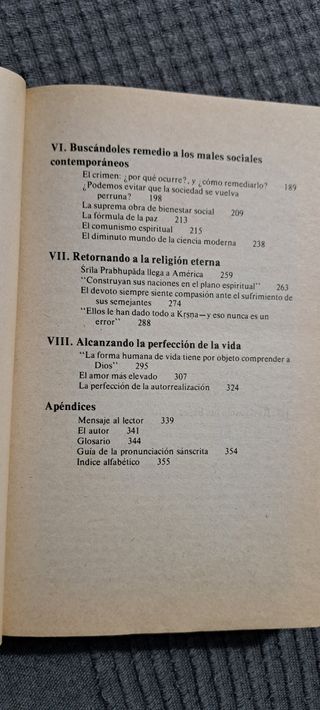 VI. Buscándoles remedio a los males sociales
contemporáneos
El crimen: ¿por qué ocurre?, y ¿cómo remediarlo? 189
¿Podemos evitar que la sociedad se vuelva
perruna? 198
La suprema obra de bienestar social 209
La fórmula de la paz 213
El comunismo espiritual 215
El diminuto mundo de la ciencia moderna 238
VII. Retornando a la religión eterna
Śrīla Prabhupāda llega a América 259
"Construyan sus naciones en el plano espiritual" 263
El devoto siempre siente compasión ante el sufrimiento de
sus semejantes 274
"Ellos le han dado todo a Kṛṣṇa—y eso nunca es un
error" 288
VIII. Alcanzando la perfección de la vida
"La forma humana de vida tiene por objeto comprender a
Dios" 295
El amor más elevado 307
La perfección de la autorrealización 324
Apéndices
Mensaje al lector 339
El autor 341
Glosario 344
Guía de la pronunciación sánscrita 354
Indice alfabético 355